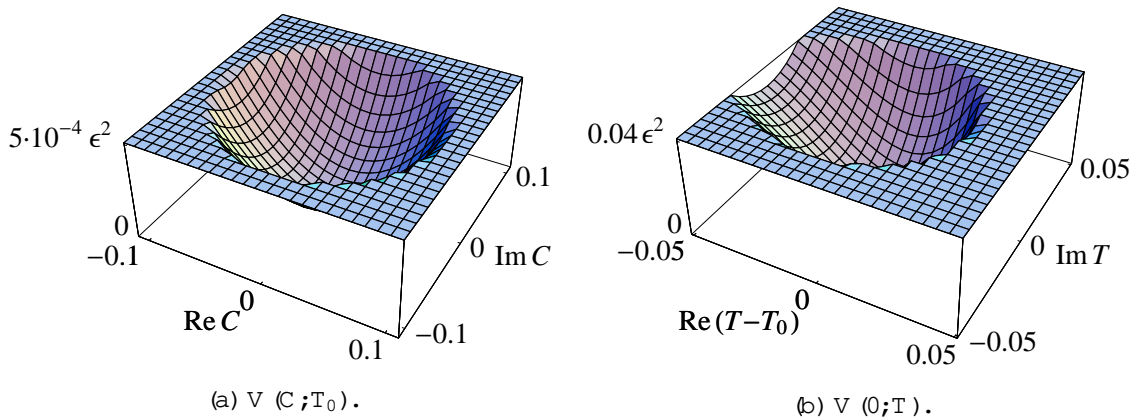 5·10⁻⁴ ϵ²
0
−0.1
Re C
0
0.1
−0.1
0
Im C
0.1
(a) V (C;T₀).
0.04 ϵ²
0
−0.05
Re (T−T₀)
0
0.05
−0.05
0
Im T
0.05
(b) V (0;T).